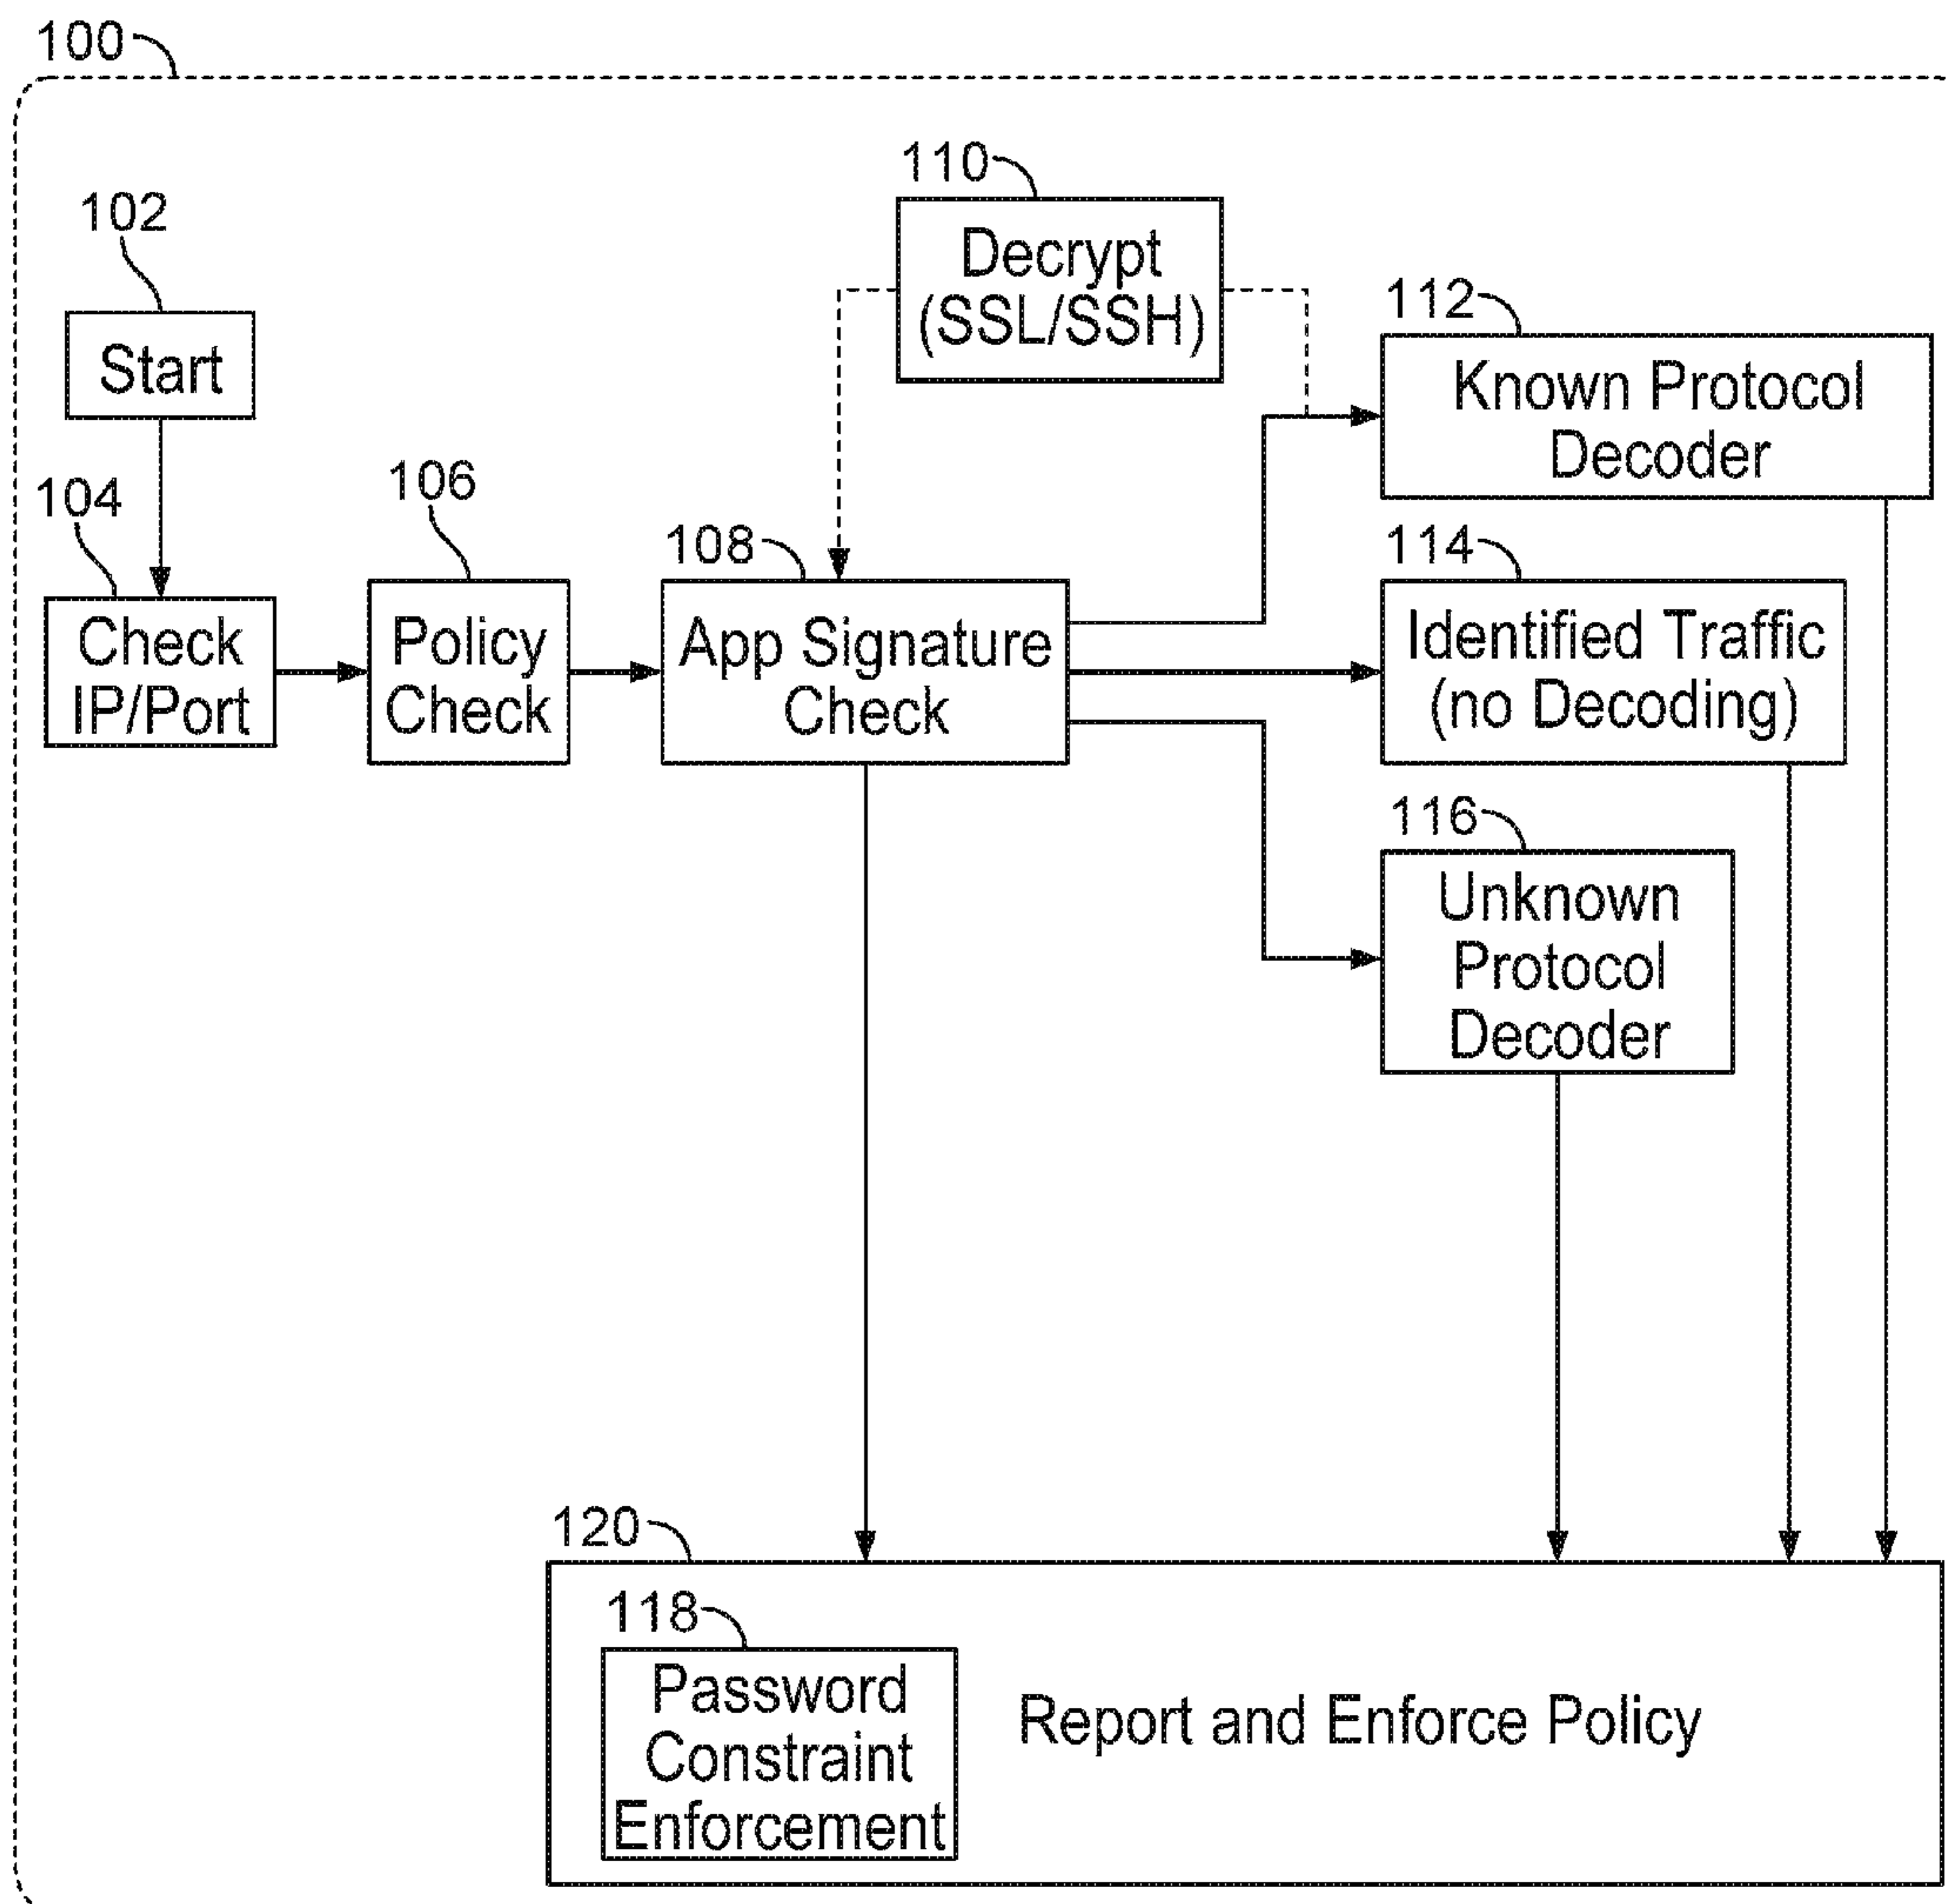 100
110
Decrypt
(SSL/SSH)
102
Start
112
Known Protocol
Decoder
104
Check
IP/Port
106
Policy
Check
108
App Signature
Check
114
Identified Traffic
(no Decoding)
116
Unknown
Protocol
Decoder
120
118
Password
Constraint
Enforcement
Report and Enforce Policy